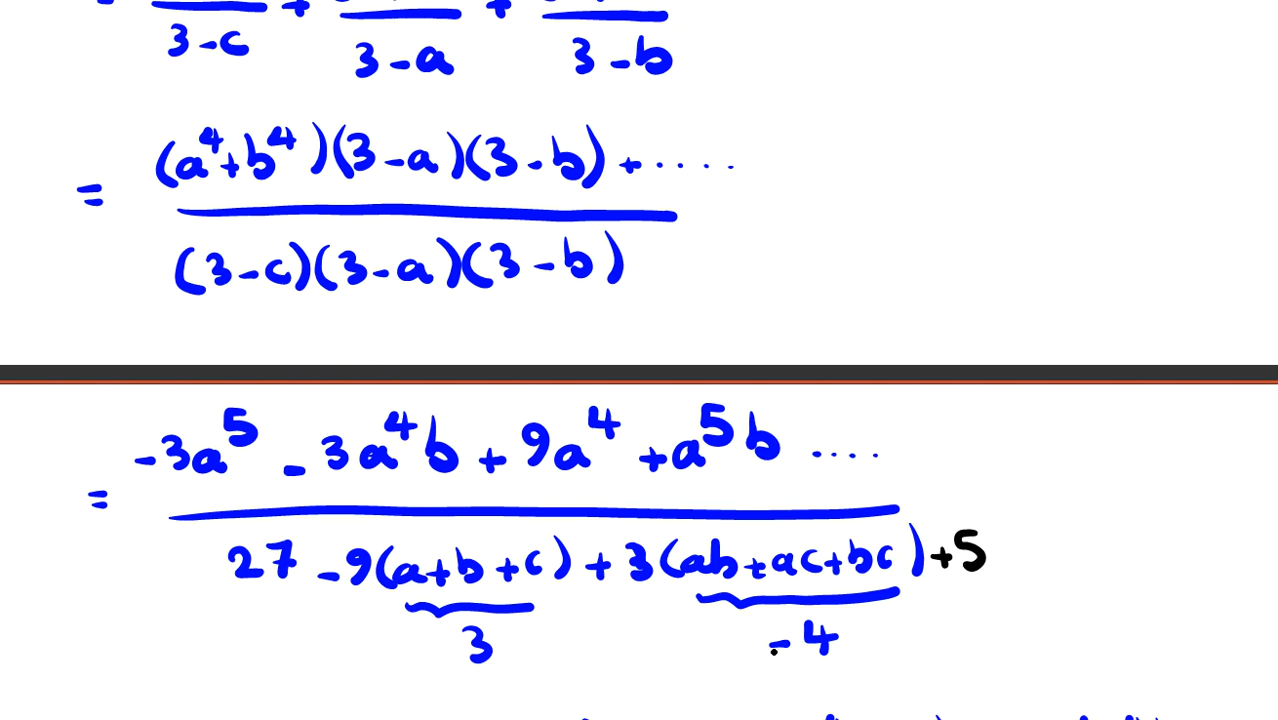 = + +
3-c 3-a 3-b
(a⁴+b⁴)(3-a)(3-b)+.....
=
(3-c)(3-a)(3-b)
-3a⁵ - 3a⁴b + 9a⁴ + a⁵b ....
=
27 - 9(a+b+c) + 3(ab+ac+bc) +5
3 -4